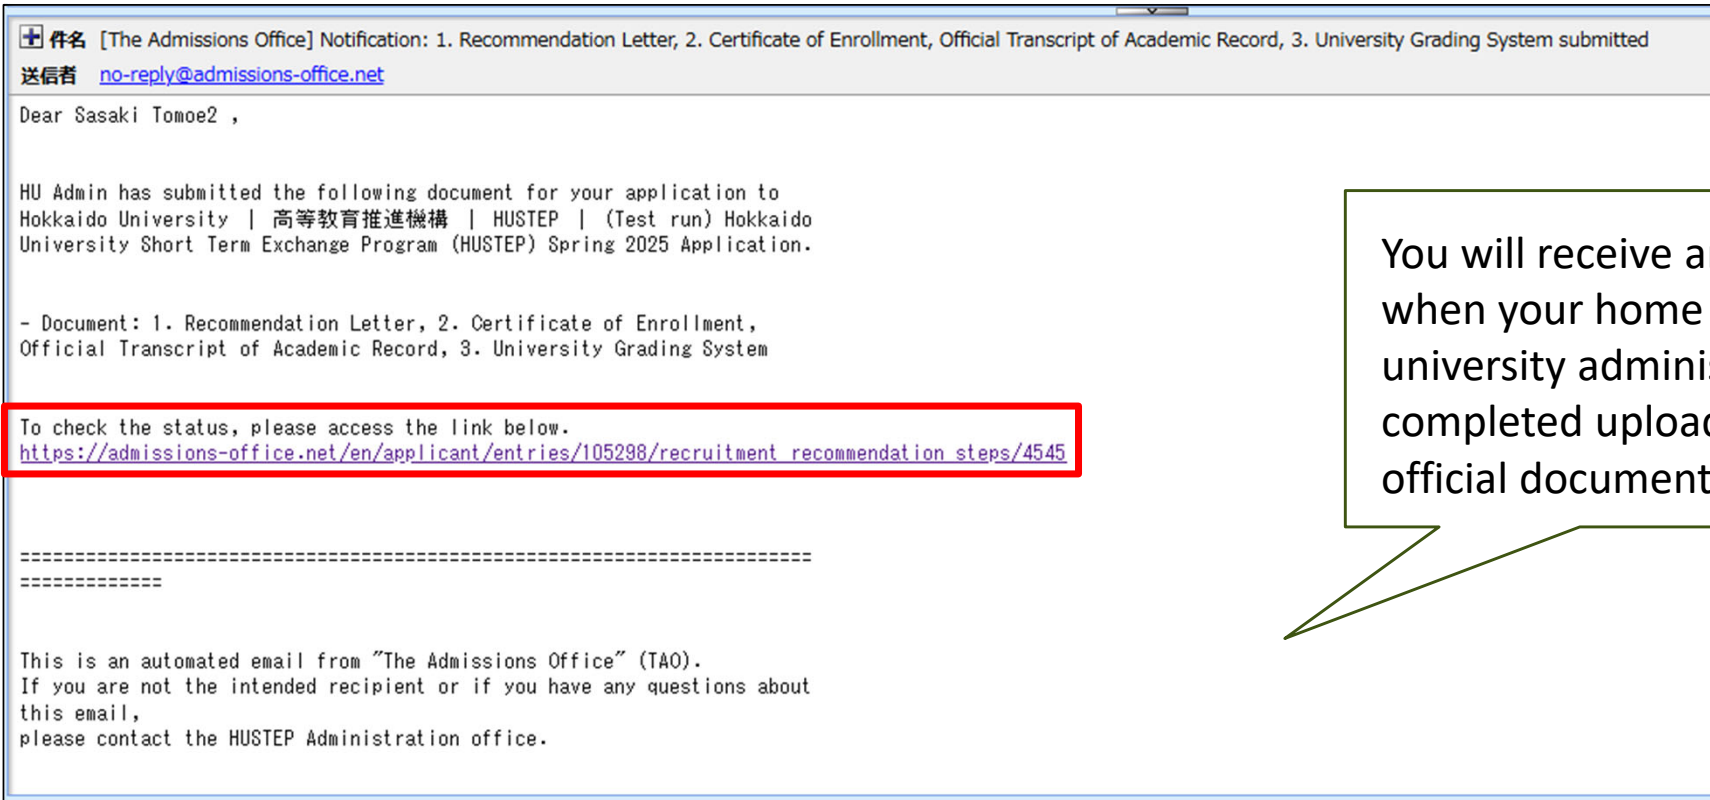 件名 [The Admissions Office] Notification: 1. Recommendation Letter, 2. Certificate of Enrollment, Official Transcript of Academic Record, 3. University Grading System submitted
送信者 no-reply@admissions-office.net
Dear Sasaki Tomoe2 ,
HU Admin has submitted the following document for your application to
Hokkaido University | 高等教育推進機構 | HUSTEP | (Test run) Hokkaido
University Short Term Exchange Program (HUSTEP) Spring 2025 Application.
- Document: 1. Recommendation Letter, 2. Certificate of Enrollment,
Official Transcript of Academic Record, 3. University Grading System
To check the status, please access the link below.
https://admissions-office.net/en/applicant/entries/105298/recruitment_recommendation_steps/4545
========================================================================
=============
This is an automated email from "The Admissions Office" (TAO).
If you are not the intended recipient or if you have any questions about
this email,
please contact the HUSTEP Administration office.
You will receive
when your home
university
completed
official document